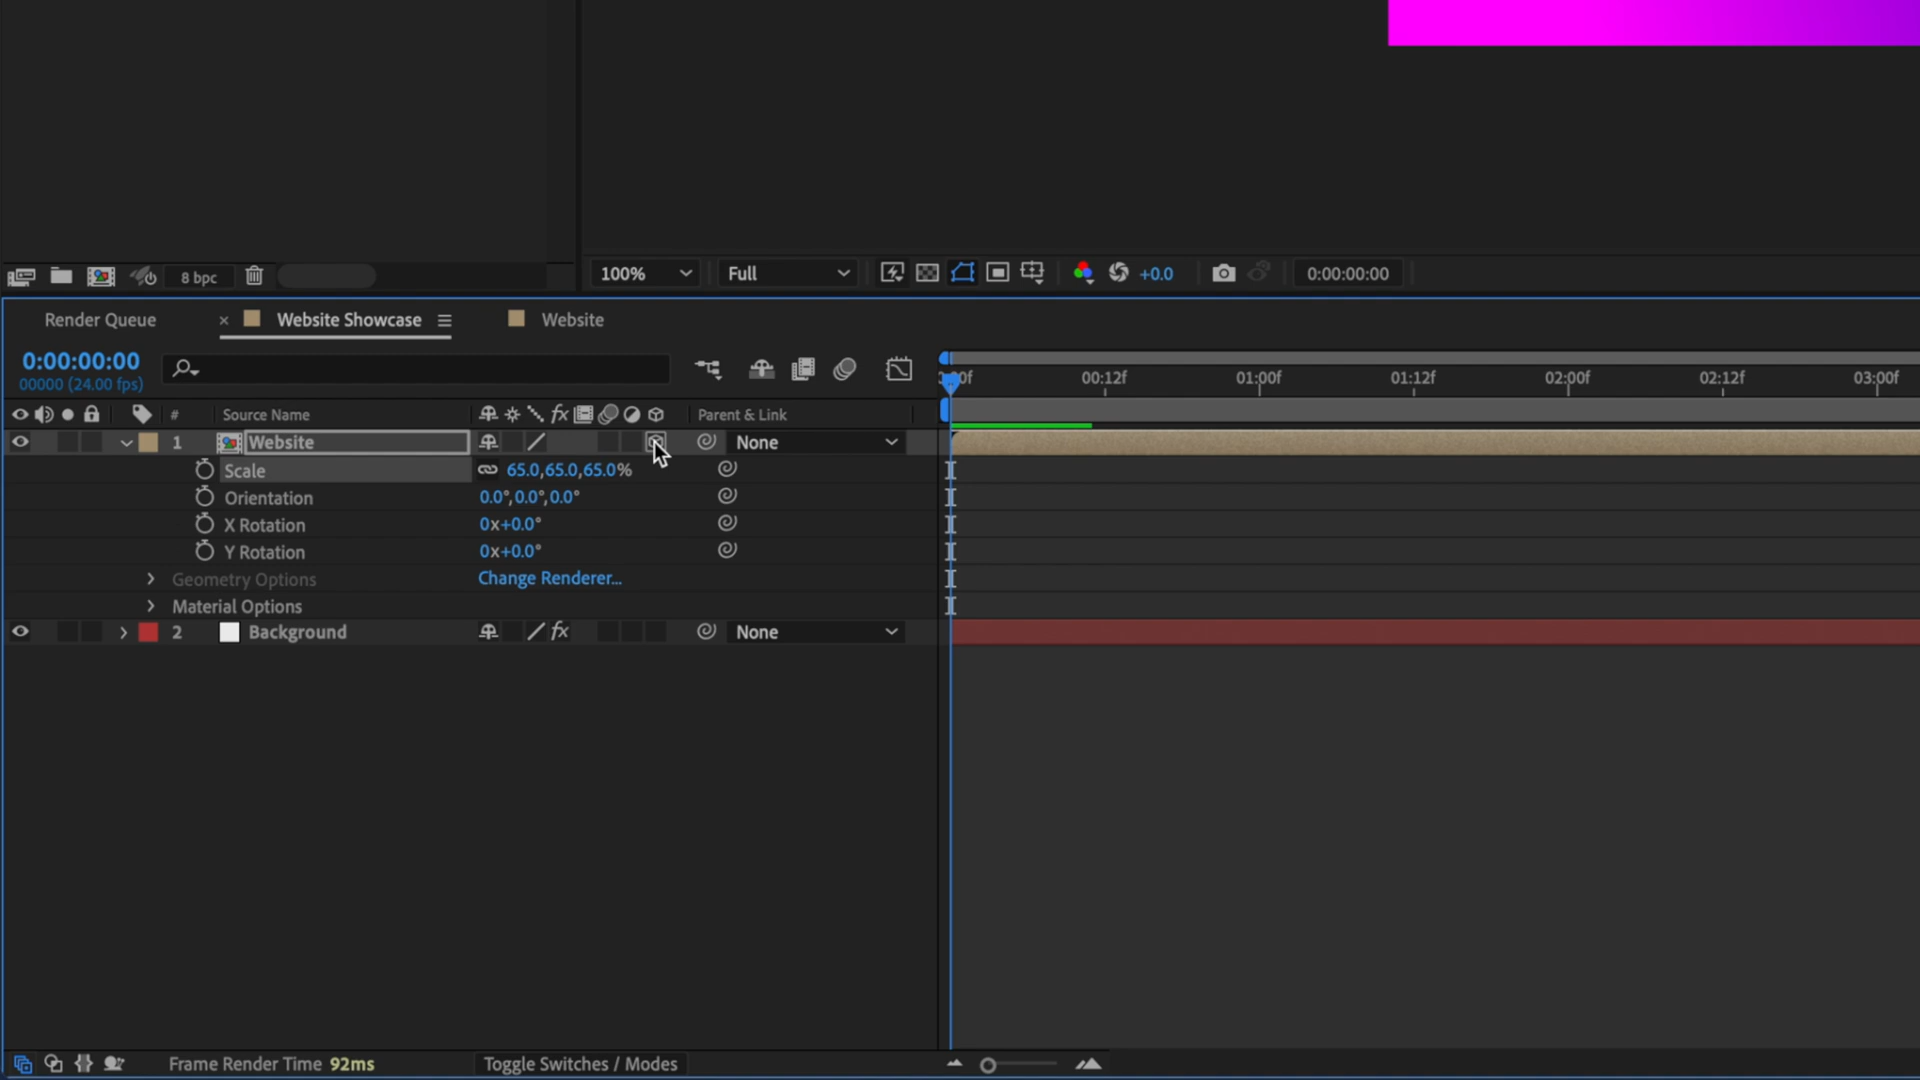 8 bpc
100%
Full
+0.0
0:00:00:00
Render Queue
× Website Showcase
Website
0:00:00:00
00000 (24.00 fps)
00f
00:12f
01:00f
01:12f
02:00f
02:12f
03:00f
#
Source Name
fx
Parent & Link
1
Website
None
Scale
65.0,65.0,65.0%
Orientation
0.0°,0.0°,0.0°
X Rotation
0x+0.0°
Y Rotation
0x+0.0°
Geometry Options
Change Renderer...
Material Options
2
Background
fx
None
Frame Render Time 92ms
Toggle Switches / Modes